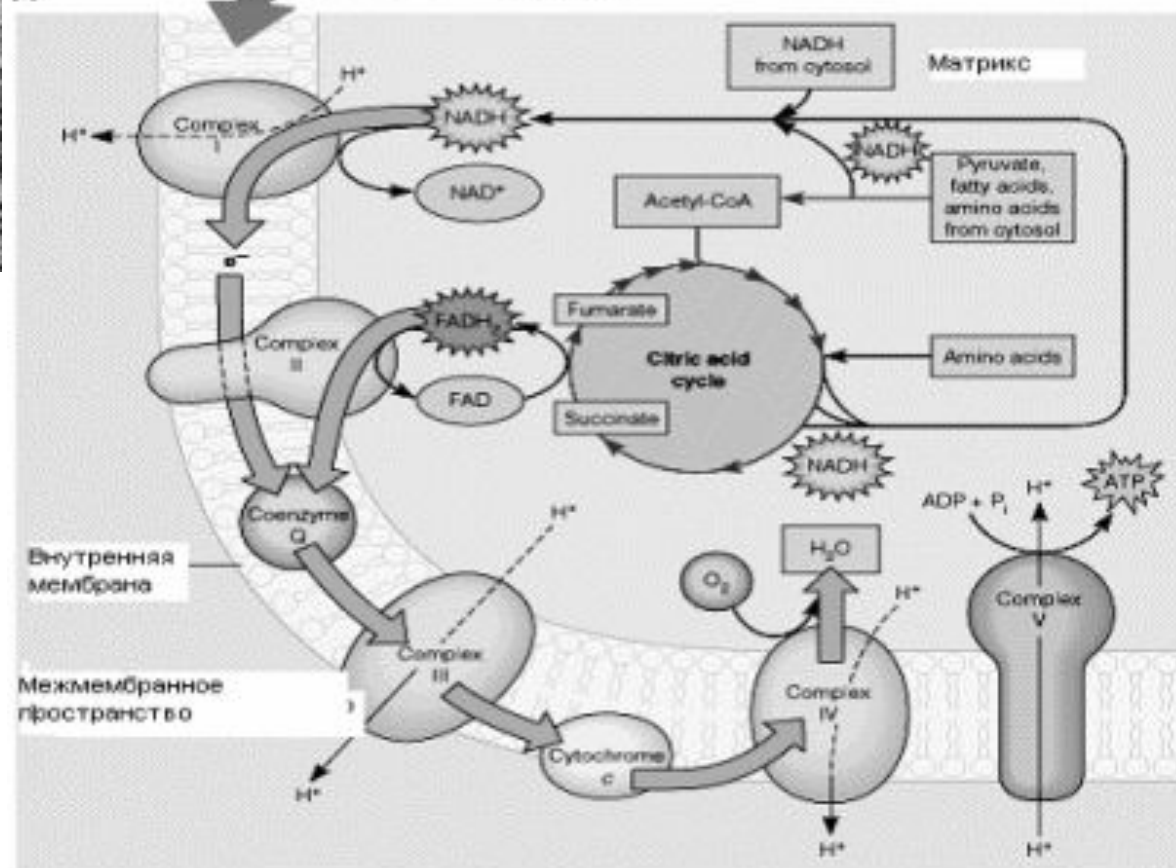 NADH
from cytosol
Матрикс
H⁺
H⁺
Complex
I
NADH
NAD⁺
NADH
Pyruvate,
fatty acids,
amino acids
from cytosol
Acetyl-CoA
e⁻
Complex
II
FADH₂
FAD
Fumarate
Citric acid
cycle
Succinate
Amino acids
NADH
Coenzyme
Q
Внутренняя
мембрана
H⁺
ADP + Pᵢ
H⁺
ATP
H₂O
O₂
H⁺
Complex
V
Complex
III
Межмембранное
пространство
Complex
IV
Cytochrome
c
H⁺
H⁺
H⁺